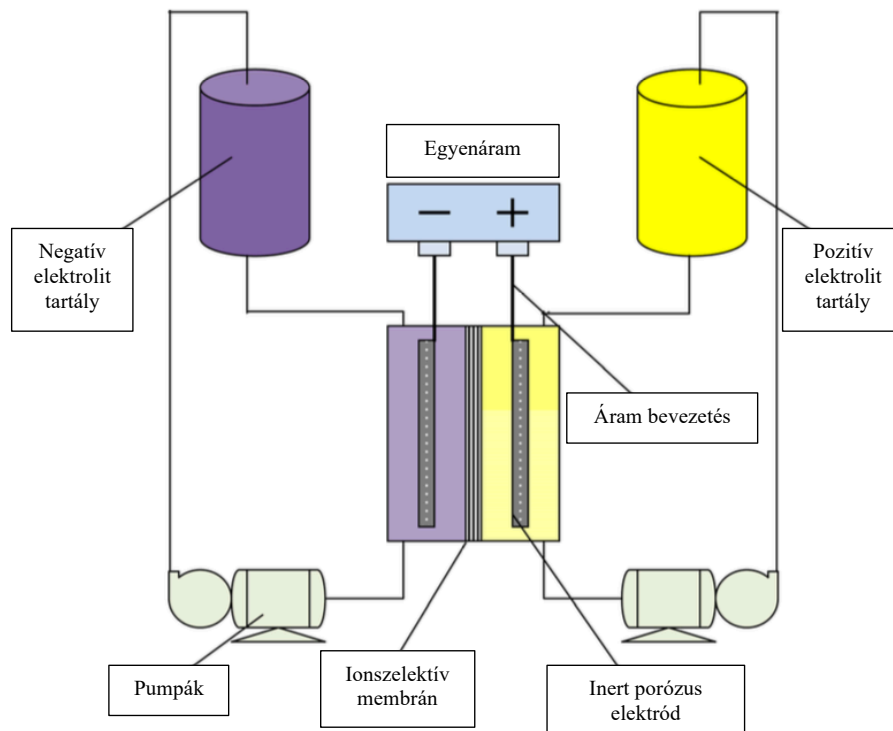 Egyenáram
− +
Negatív
elektrolit
tartály
Pozitív
elektrolit
tartály
Áram bevezetés
Pumpák
Ionszelektív
membrán
Inert porózus
elektród